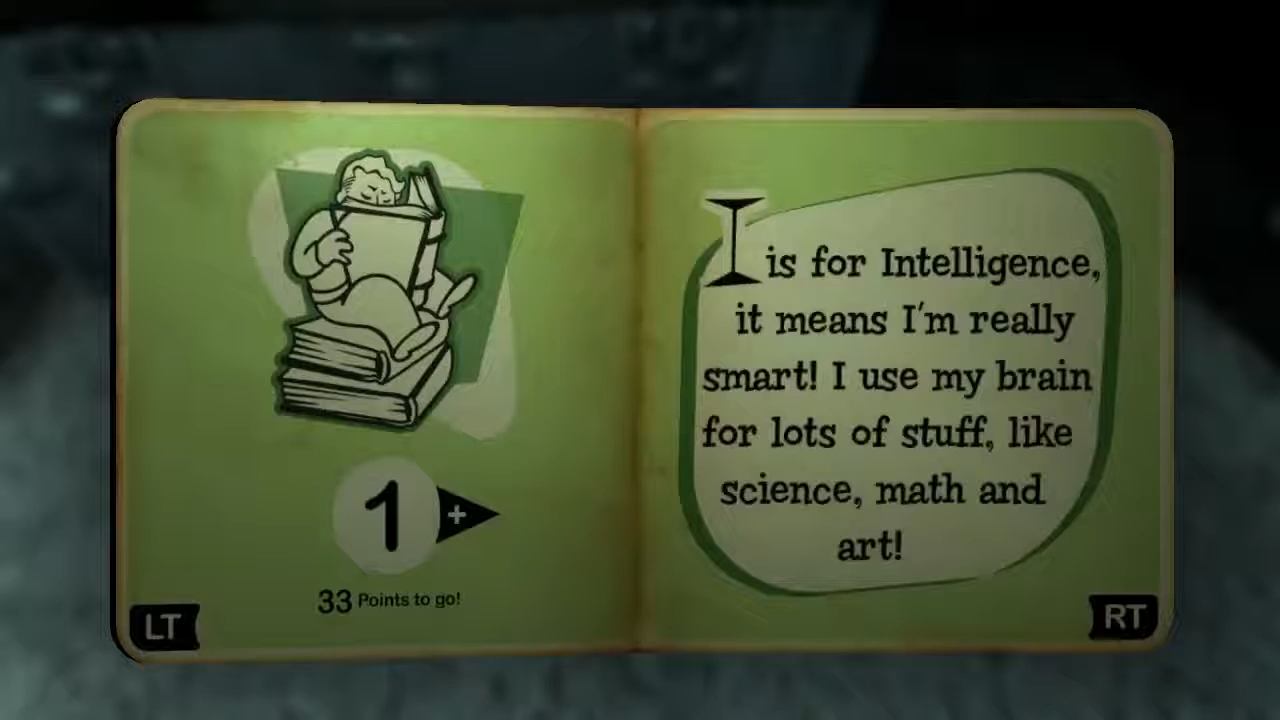 1
+
33 Points to go!
LT
I is for Intelligence,
it means I'm really
smart! I use my brain
for lots of stuff, like
science, math and
art!
RT